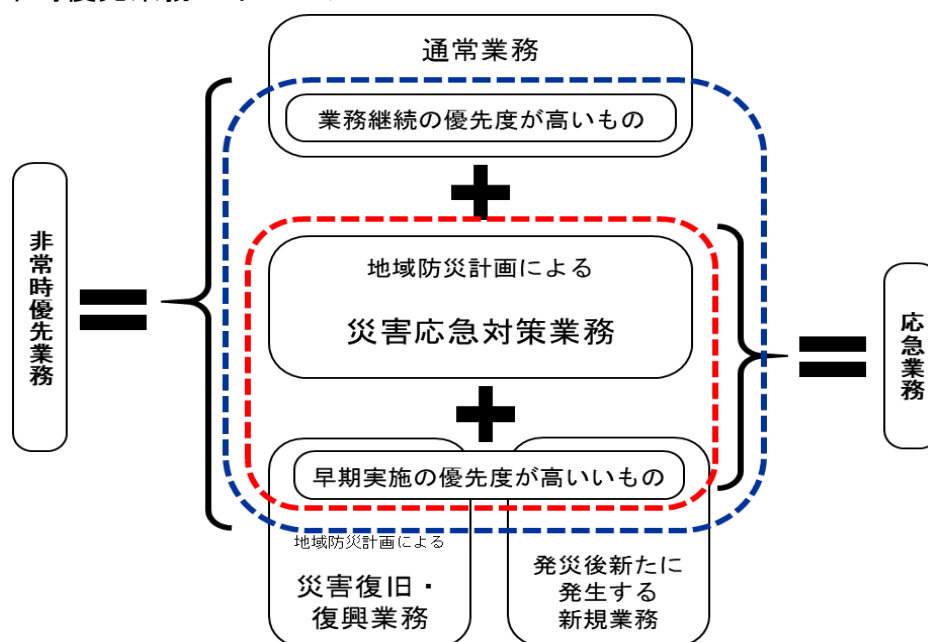 通常業務
業務継続の優先度が高いもの
非常時優先業務
地域防災計画による
災害応急対策業務
応急業務
早期実施の優先度が高いいもの
地域防災計画による
災害復旧・
復興業務
発災後新たに
発生する
新規業務